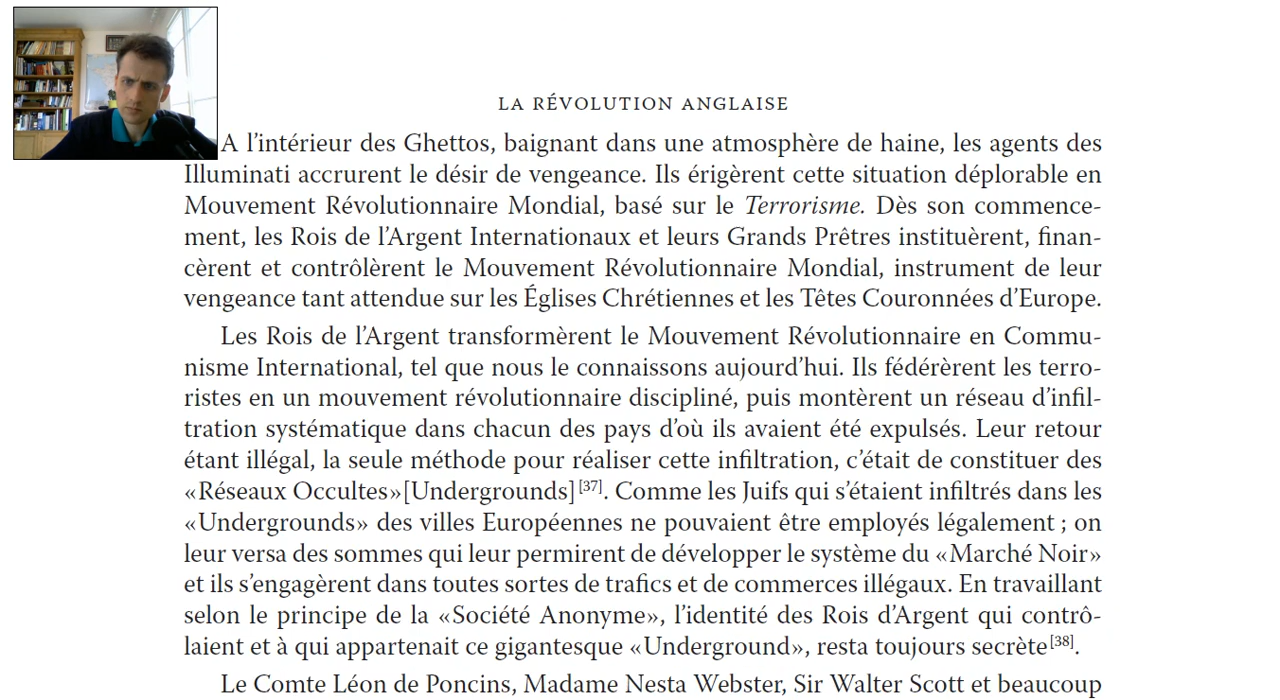 LA RÉVOLUTION ANGLAISE
A l’intérieur des Ghettos, baignant dans une atmosphère de haine, les agents des
Illuminati accrurent le désir de vengeance. Ils érigèrent cette situation déplorable en
Mouvement Révolutionnaire Mondial, basé sur le Terrorisme. Dès son commence-
ment, les Rois de l’Argent Internationaux et leurs Grands Prêtres instituèrent, finan-
cèrent et contrôlèrent le Mouvement Révolutionnaire Mondial, instrument de leur
vengeance tant attendue sur les Églises Chrétiennes et les Têtes Couronnées d’Europe.
Les Rois de l’Argent transformèrent le Mouvement Révolutionnaire en Commu-
nisme International, tel que nous le connaissons aujourd’hui. Ils fédérèrent les terro-
ristes en un mouvement révolutionnaire discipliné, puis montèrent un réseau d’infil-
tration systématique dans chacun des pays d’où ils avaient été expulsés. Leur retour
étant illégal, la seule méthode pour réaliser cette infiltration, c’était de constituer des
«Réseaux Occultes»[Undergrounds][37]. Comme les Juifs qui s’étaient infiltrés dans les
«Undergrounds» des villes Européennes ne pouvaient être employés légalement ; on
leur versa des sommes qui leur permirent de développer le système du «Marché Noir»
et ils s’engagèrent dans toutes sortes de trafics et de commerces illégaux. En travaillant
selon le principe de la «Société Anonyme», l’identité des Rois d’Argent qui contrô-
laient et à qui appartenait ce gigantesque «Underground», resta toujours secrète[38].
Le Comte Léon de Poncins, Madame Nesta Webster, Sir Walter Scott et beaucoup